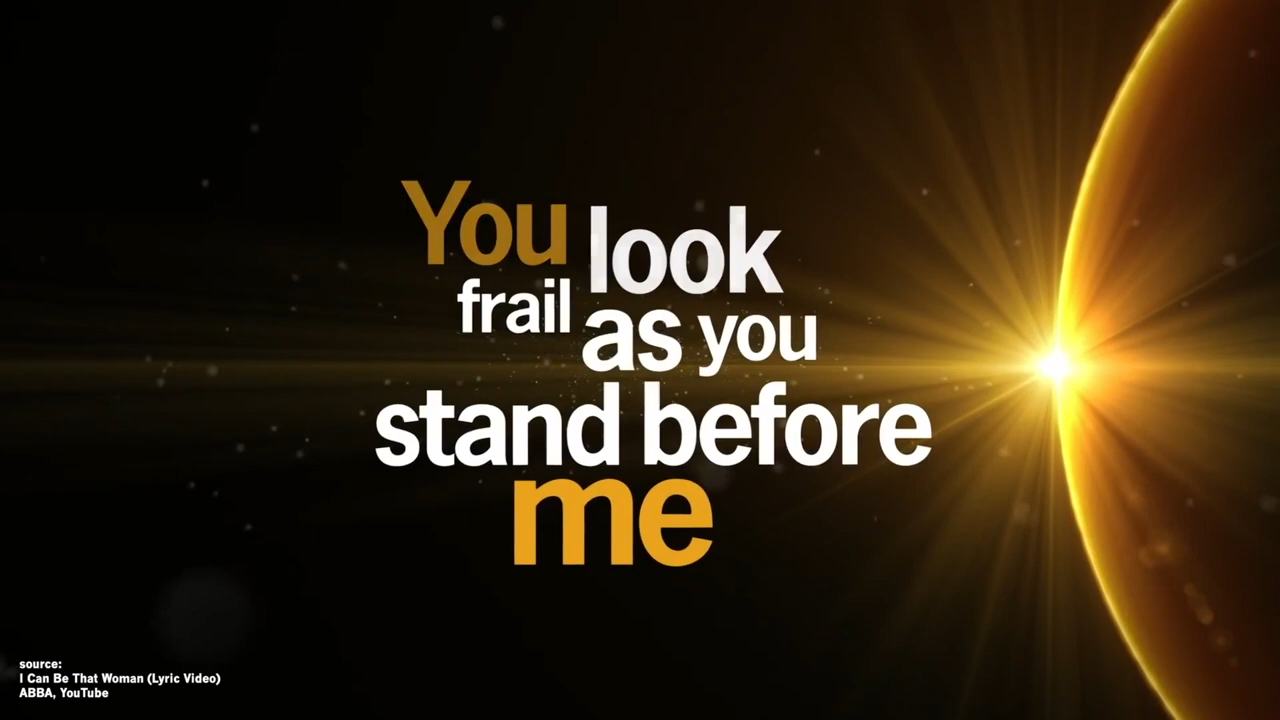 You look
frail as you
stand before
me
source:
I Can Be That Woman (Lyric Video)
ABBA, YouTube